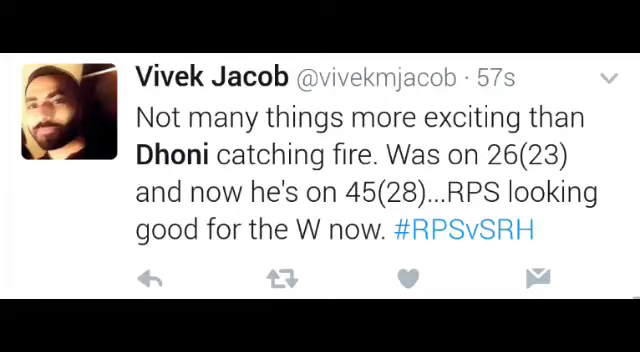 Vivek Jacob @vivekmjacob · 57s
Not many things more exciting than
Dhoni catching fire. Was on 26(23)
and now he's on 45(28)...RPS looking
good for the W now. #RPSvSRH